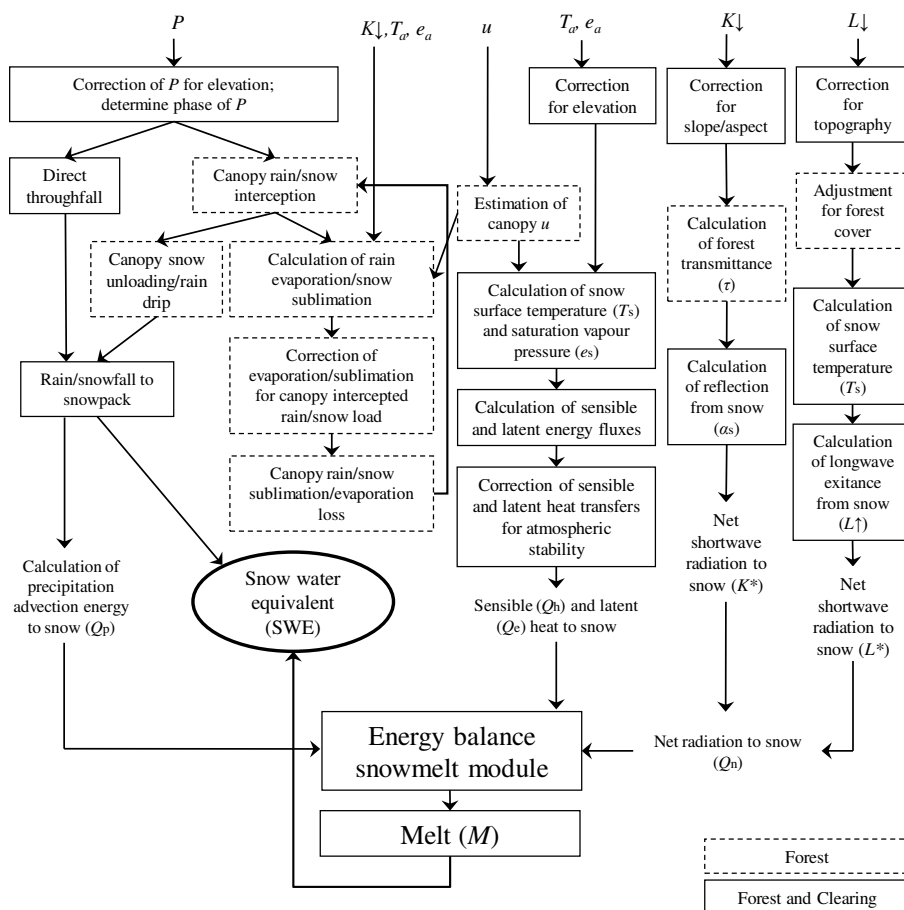 P
K↓, Ta, ea
u
Ta, ea
K↓
L↓
Correction of P for elevation;
determine phase of P
Correction
for elevation
Correction
for
slope/aspect
Correction
for
topography
Direct
throughfall
Canopy rain/snow
interception
Estimation of
canopy u
Calculation
of forest
transmittance
(τ)
Adjustment
for forest
cover
Canopy snow
unloading/rain
drip
Calculation of rain
evaporation/snow
sublimation
Calculation of snow
surface temperature (Ts)
and saturation vapour
pressure (es)
Calculation
of snow
surface
temperature
(Ts)
Rain/snowfall to
snowpack
Correction of
evaporation/sublimation
for canopy intercepted
rain/snow load
Calculation of sensible
and latent energy fluxes
Calculation
of reflection
from snow
(αs)
Canopy rain/snow
sublimation/evaporation
loss
Correction of sensible
and latent heat transfers
for atmospheric
stability
Calculation
of longwave
exitance
from snow
(L↑)
Calculation of
precipitation
advection energy
to snow (Qp)
Snow water
equivalent
(SWE)
Sensible (Qh) and latent
(Qe) heat to snow
Net
shortwave
radiation to
snow (K*)
Net
shortwave
radiation to
snow (L*)
Energy balance
snowmelt module
Net radiation to snow
(Qn)
Melt (M)
Forest
Forest and Clearing